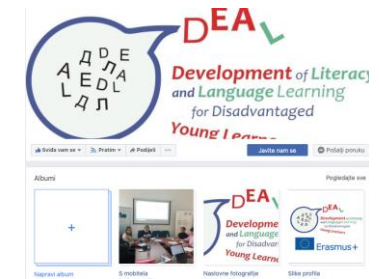 DEAL
Д Д Е
А Е Д Л А
А Е D L
L Д П
Development of Literacy
and Language Learning
for Disadvantaged
Young Learn
Sviđa vam se
Pratim
Podijeli
Javite nam se
Pošalji poruku
Albumi
Pogledajte sve
DEA
Developme
and Language
for Disadvan
Young Lear
DEAL
Erasmus+
Napravi album
S mobitela
Naslovne fotografije
Slike profila